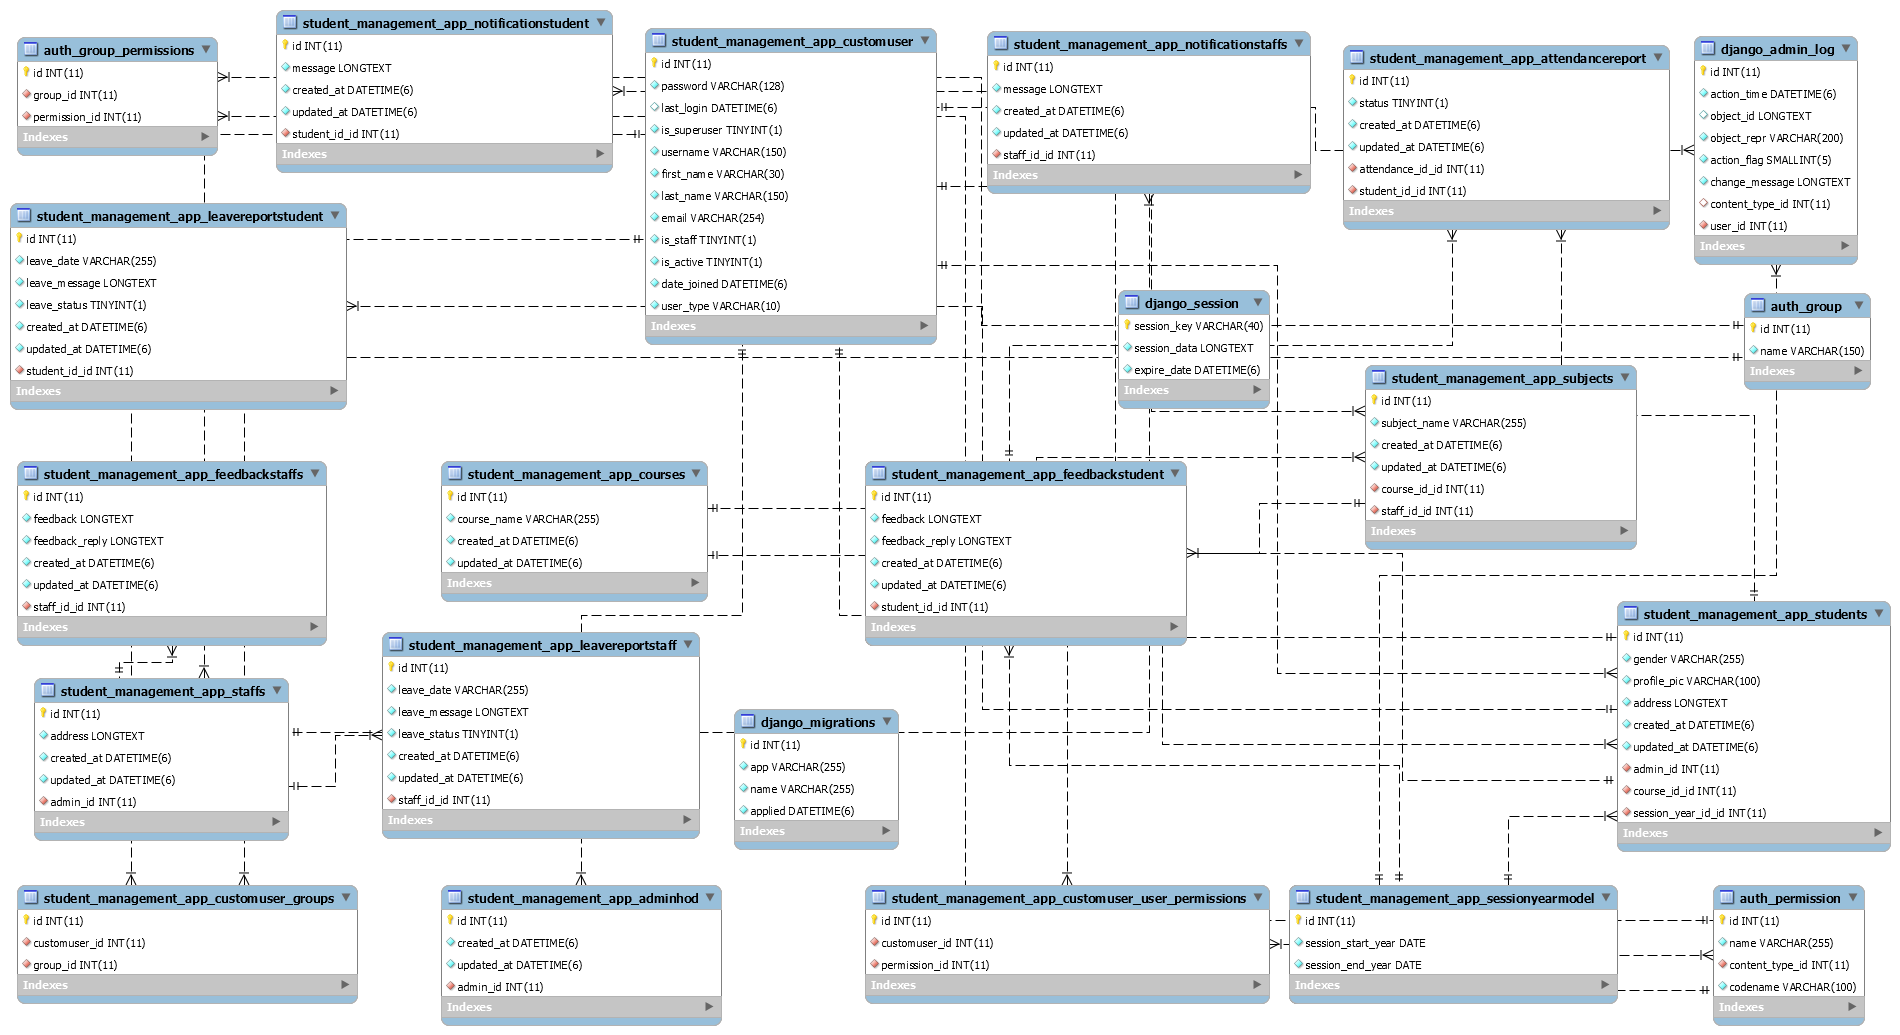 auth_group_permissions
id INT(11)
group_id INT(11)
permission_id INT(11)
Indexes
student_management_app_notificationstudent
id INT(11)
message LONGTEXT
created_at DATETIME(6)
updated_at DATETIME(6)
student_id_id INT(11)
Indexes
student_management_app_customuser
id INT(11)
password VARCHAR(128)
last_login DATETIME(6)
is_superuser TINYINT(1)
username VARCHAR(150)
first_name VARCHAR(30)
last_name VARCHAR(150)
email VARCHAR(254)
is_staff TINYINT(1)
is_active TINYINT(1)
date_joined DATETIME(6)
user_type VARCHAR(10)
Indexes
student_management_app_notificationstaffs
id INT(11)
message LONGTEXT
created_at DATETIME(6)
updated_at DATETIME(6)
staff_id_id INT(11)
Indexes
student_management_app_attendancereport
id INT(11)
status TINYINT(1)
created_at DATETIME(6)
updated_at DATETIME(6)
attendance_id_id INT(11)
student_id_id INT(11)
Indexes
django_admin_log
id INT(11)
action_time DATETIME(6)
object_id LONGTEXT
object_repr VARCHAR(200)
action_flag SMALLINT(5)
change_message LONGTEXT
content_type_id INT(11)
user_id INT(11)
Indexes
student_management_app_leavereportstudent
id INT(11)
leave_date VARCHAR(255)
leave_message LONGTEXT
leave_status TINYINT(1)
created_at DATETIME(6)
updated_at DATETIME(6)
student_id_id INT(11)
Indexes
django_session
session_key VARCHAR(40)
session_data LONGTEXT
expire_date DATETIME(6)
Indexes
auth_group
id INT(11)
name VARCHAR(150)
Indexes
student_management_app_subjects
id INT(11)
subject_name VARCHAR(255)
created_at DATETIME(6)
updated_at DATETIME(6)
course_id_id INT(11)
staff_id_id INT(11)
Indexes
student_management_app_feedbackstaffs
id INT(11)
feedback LONGTEXT
feedback_reply LONGTEXT
created_at DATETIME(6)
updated_at DATETIME(6)
staff_id_id INT(11)
Indexes
student_management_app_courses
id INT(11)
course_name VARCHAR(255)
created_at DATETIME(6)
updated_at DATETIME(6)
Indexes
student_management_app_feedbackstudent
id INT(11)
feedback LONGTEXT
feedback_reply LONGTEXT
created_at DATETIME(6)
updated_at DATETIME(6)
student_id_id INT(11)
Indexes
student_management_app_students
id INT(11)
gender VARCHAR(255)
profile_pic VARCHAR(100)
address LONGTEXT
created_at DATETIME(6)
updated_at DATETIME(6)
admin_id INT(11)
course_id_id INT(11)
session_year_id_id INT(11)
Indexes
student_management_app_staffs
id INT(11)
address LONGTEXT
created_at DATETIME(6)
updated_at DATETIME(6)
admin_id INT(11)
Indexes
student_management_app_leavereportstaff
id INT(11)
leave_date VARCHAR(255)
leave_message LONGTEXT
leave_status TINYINT(1)
created_at DATETIME(6)
updated_at DATETIME(6)
staff_id_id INT(11)
Indexes
django_migrations
id INT(11)
app VARCHAR(255)
name VARCHAR(255)
applied DATETIME(6)
Indexes
student_management_app_customuser_groups
id INT(11)
customuser_id INT(11)
group_id INT(11)
Indexes
student_management_app_adminhod
id INT(11)
created_at DATETIME(6)
updated_at DATETIME(6)
admin_id INT(11)
Indexes
student_management_app_customuser_user_permissions
id INT(11)
customuser_id INT(11)
permission_id INT(11)
Indexes
student_management_app_sessionyearmodel
id INT(11)
session_start_year DATE
session_end_year DATE
Indexes
auth_permission
id INT(11)
name VARCHAR(255)
content_type_id INT(11)
codename VARCHAR(100)
Indexes